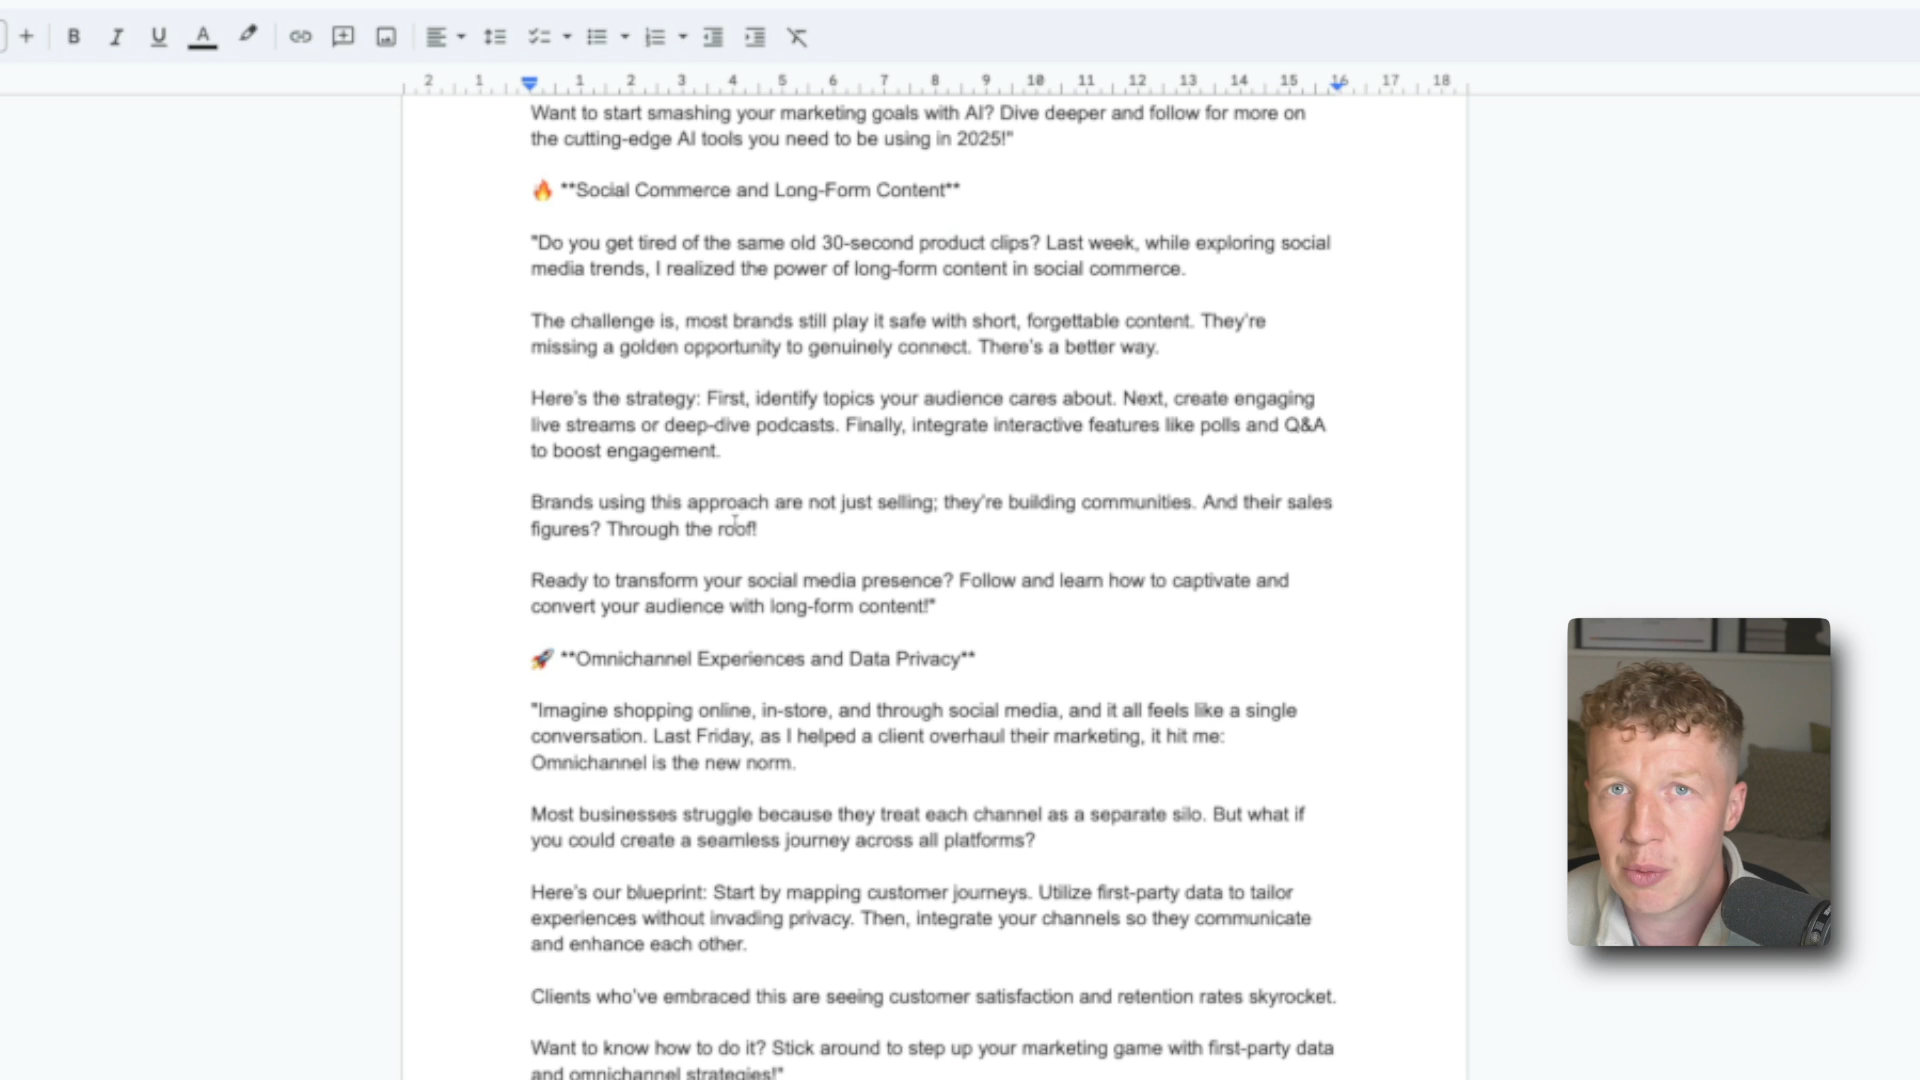 B I U A
2 1 1 2 3 4 5 6 7 8 9 10 11 12 13 14 15 16 17 18
Want to start smashing your marketing goals with AI? Dive deeper and follow for more on
the cutting-edge AI tools you need to be using in 2025!"
🔥 **Social Commerce and Long-Form Content**
"Do you get tired of the same old 30-second product clips? Last week, while exploring social
media trends, I realized the power of long-form content in social commerce.
The challenge is, most brands still play it safe with short, forgettable content. They're
missing a golden opportunity to genuinely connect. There's a better way.
Here's the strategy: First, identify topics your audience cares about. Next, create engaging
live streams or deep-dive podcasts. Finally, integrate interactive features like polls and Q&A
to boost engagement.
Brands using this approach are not just selling; they're building communities. And their sales
figures? Through the roof!
Ready to transform your social media presence? Follow and learn how to captivate and
convert your audience with long-form content!"
🚀 **Omnichannel Experiences and Data Privacy**
"Imagine shopping online, in-store, and through social media, and it all feels like a single
conversation. Last Friday, as I helped a client overhaul their marketing, it hit me:
Omnichannel is the new norm.
Most businesses struggle because they treat each channel as a separate silo. But what if
you could create a seamless journey across all platforms?
Here's our blueprint: Start by mapping customer journeys. Utilize first-party data to tailor
experiences without invading privacy. Then, integrate your channels so they communicate
and enhance each other.
Clients who've embraced this are seeing customer satisfaction and retention rates skyrocket.
Want to know how to do it? Stick around to step up your marketing game with first-party data
and omnichannel strategies!"